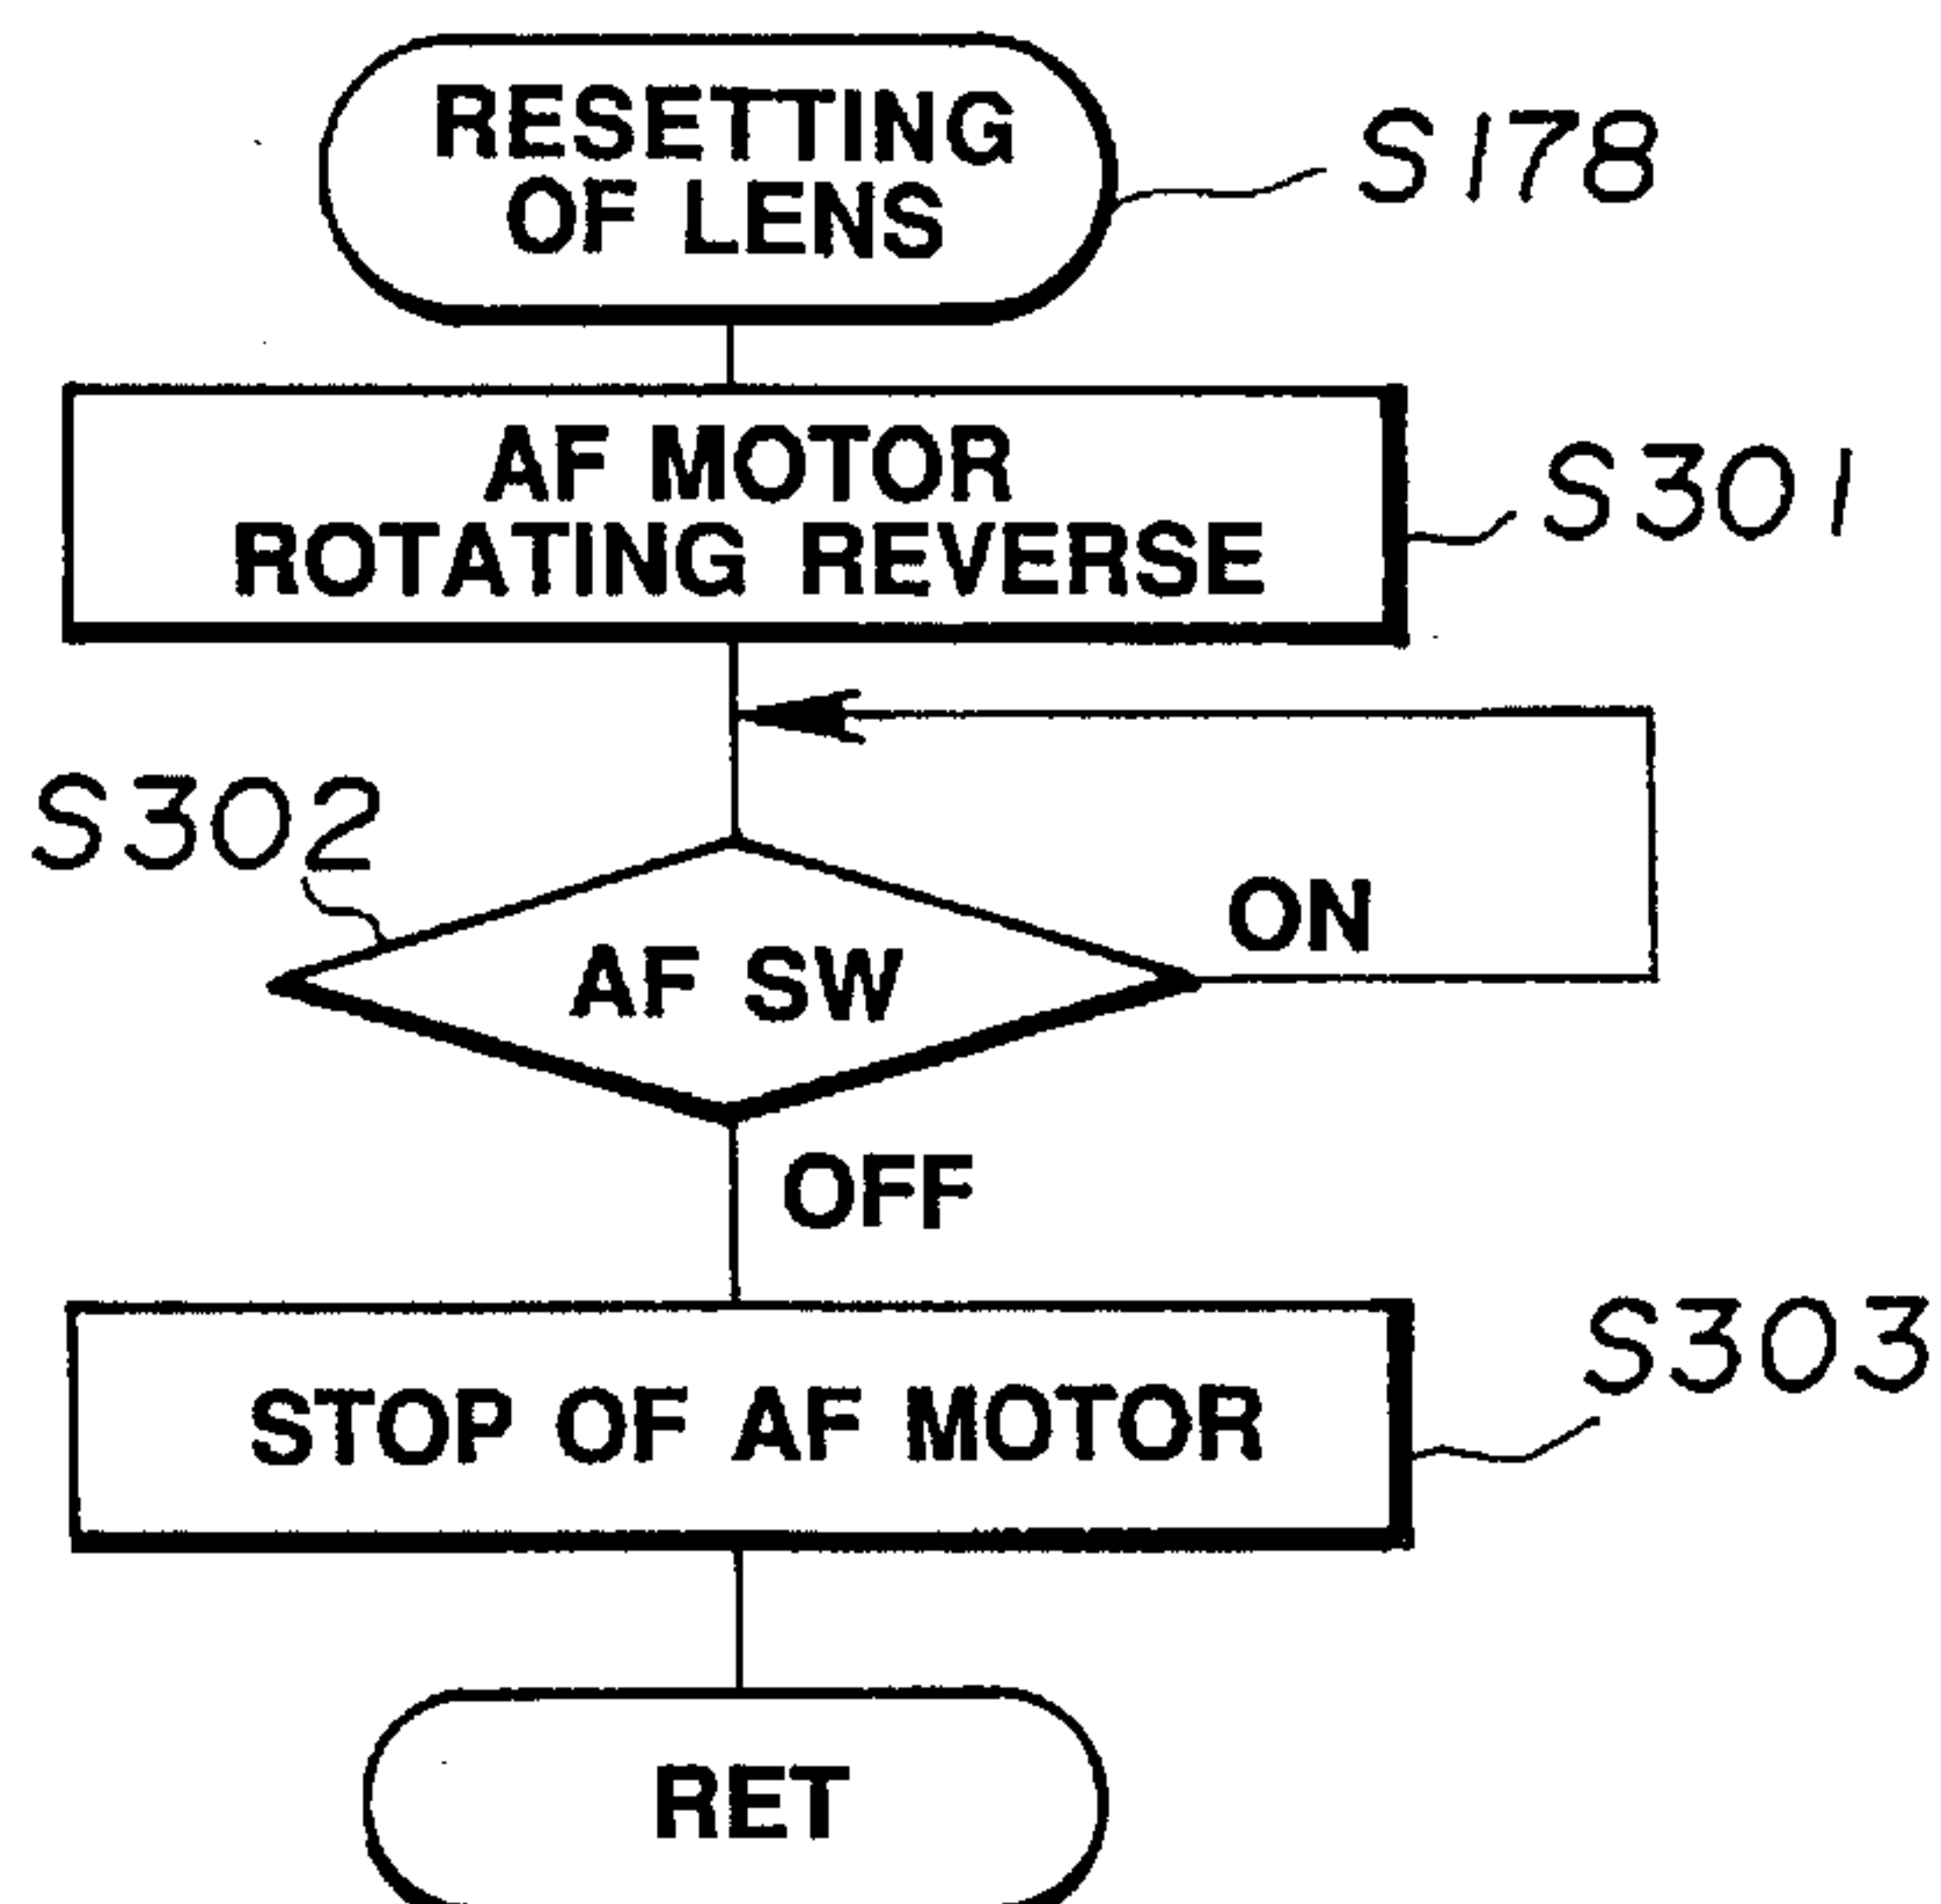 RESETTING
OF LENS
S178
AF MOTOR
ROTATING REVERSE
S301
S302
AF SW
ON
OFF
STOP OF AF MOTOR
S303
RET